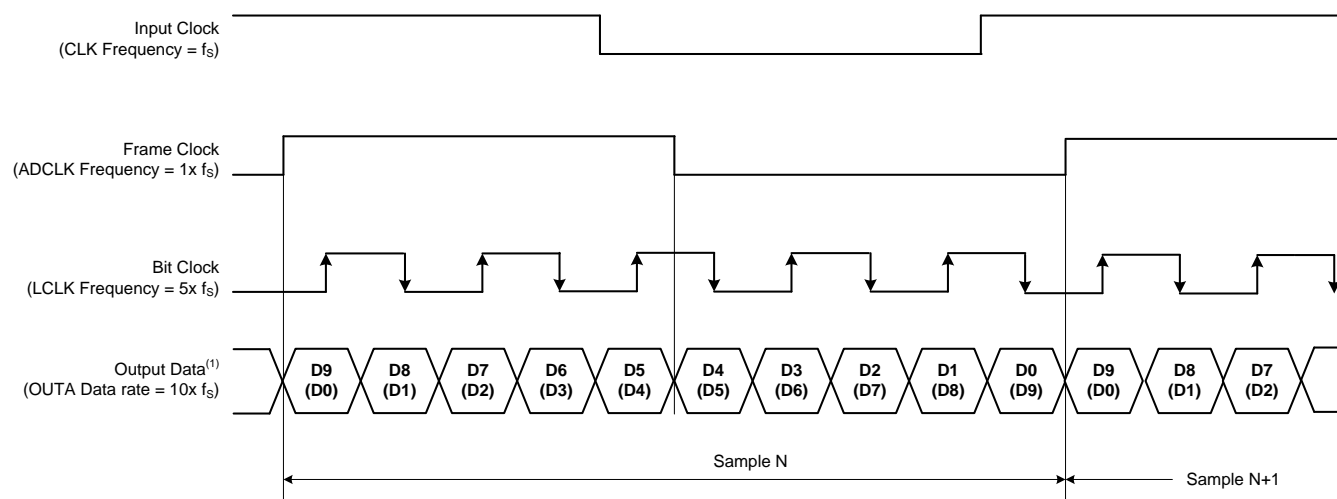 Input Clock
(CLK Frequency = fS)
Frame Clock
(ADCLK Frequency = 1x fS)
Bit Clock
(LCLK Frequency = 5x fS)
Output Data(1)
(OUTA Data rate = 10x fS)
D9 D8 D7 D6 D5 D4 D3 D2 D1 D0 D9 D8 D7
(D0) (D1) (D2) (D3) (D4) (D5) (D6) (D7) (D8) (D9) (D0) (D1) (D2)
Sample N
Sample N+1